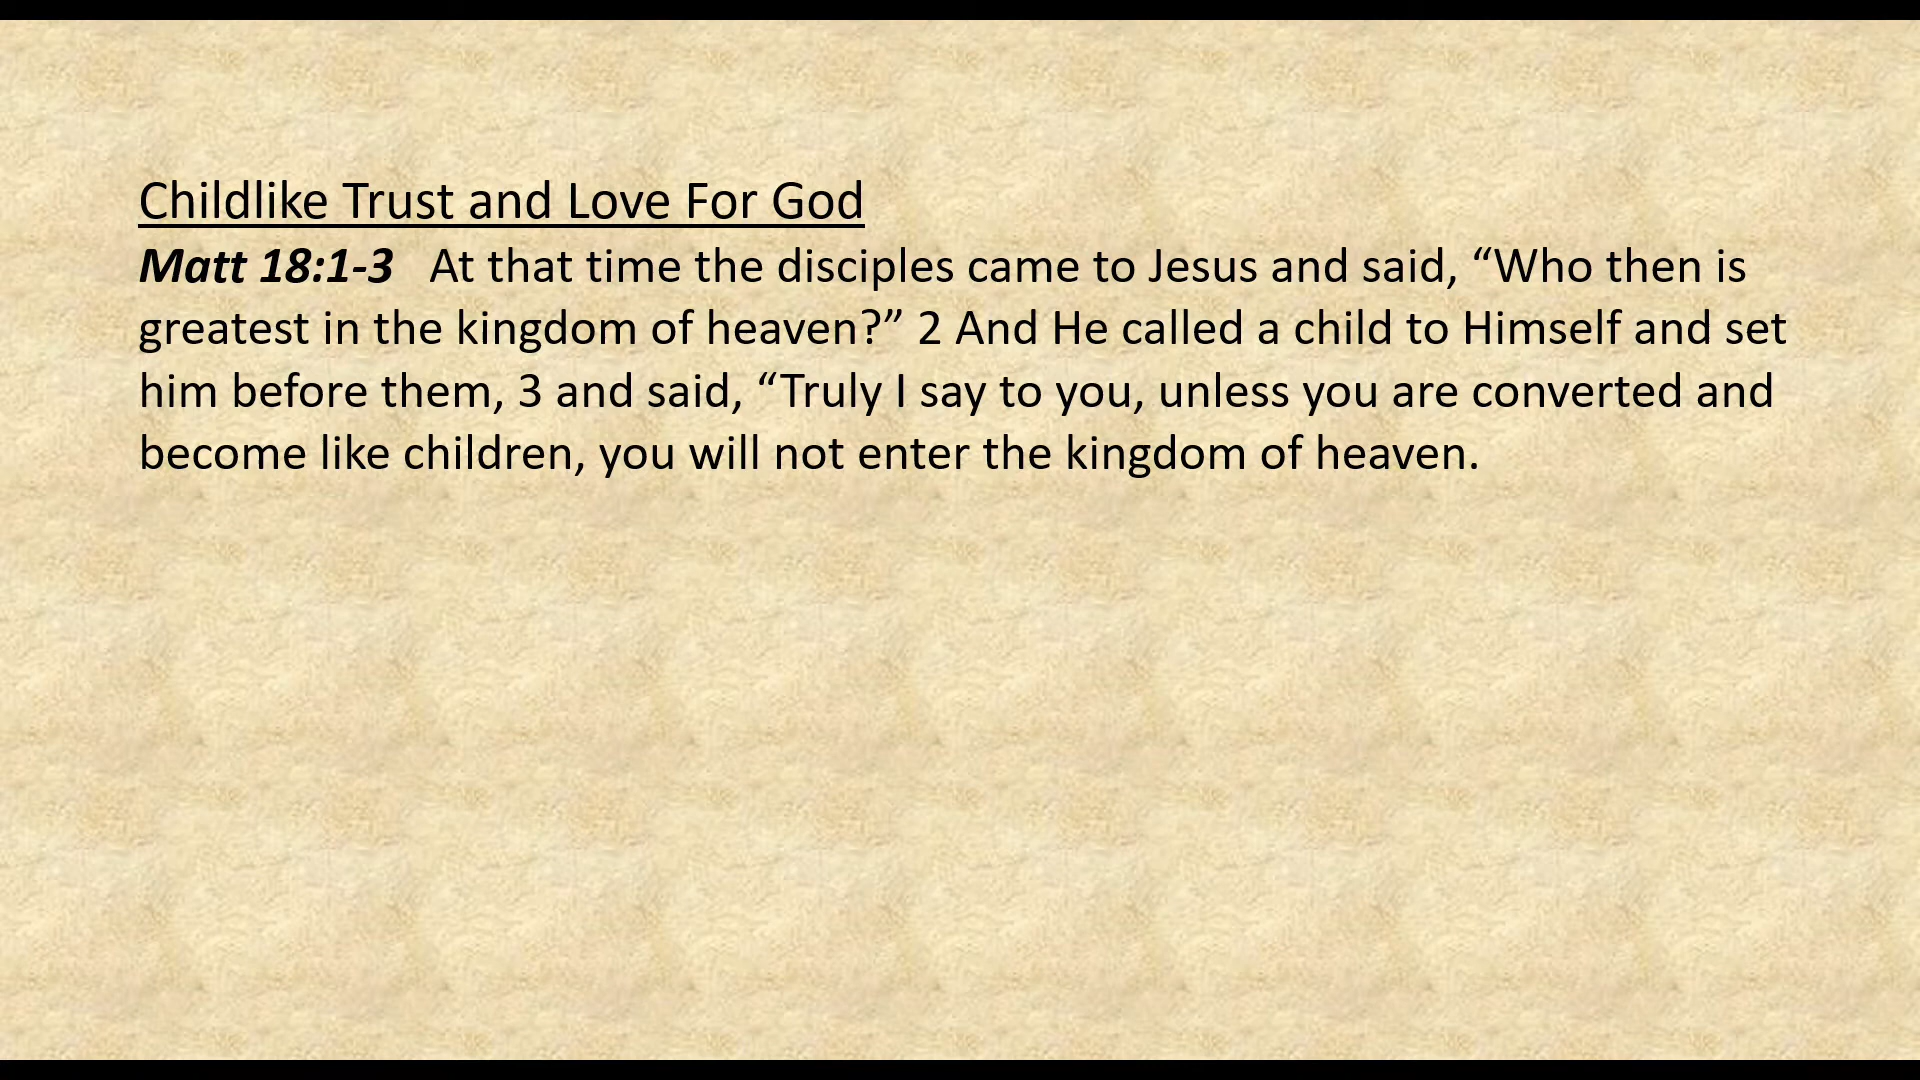 Childlike Trust and Love For God
Matt 18:1-3   At that time the disciples came to Jesus and said, “Who then is
greatest in the kingdom of heaven?” 2 And He called a child to Himself and set
him before them, 3 and said, “Truly I say to you, unless you are converted and
become like children, you will not enter the kingdom of heaven.